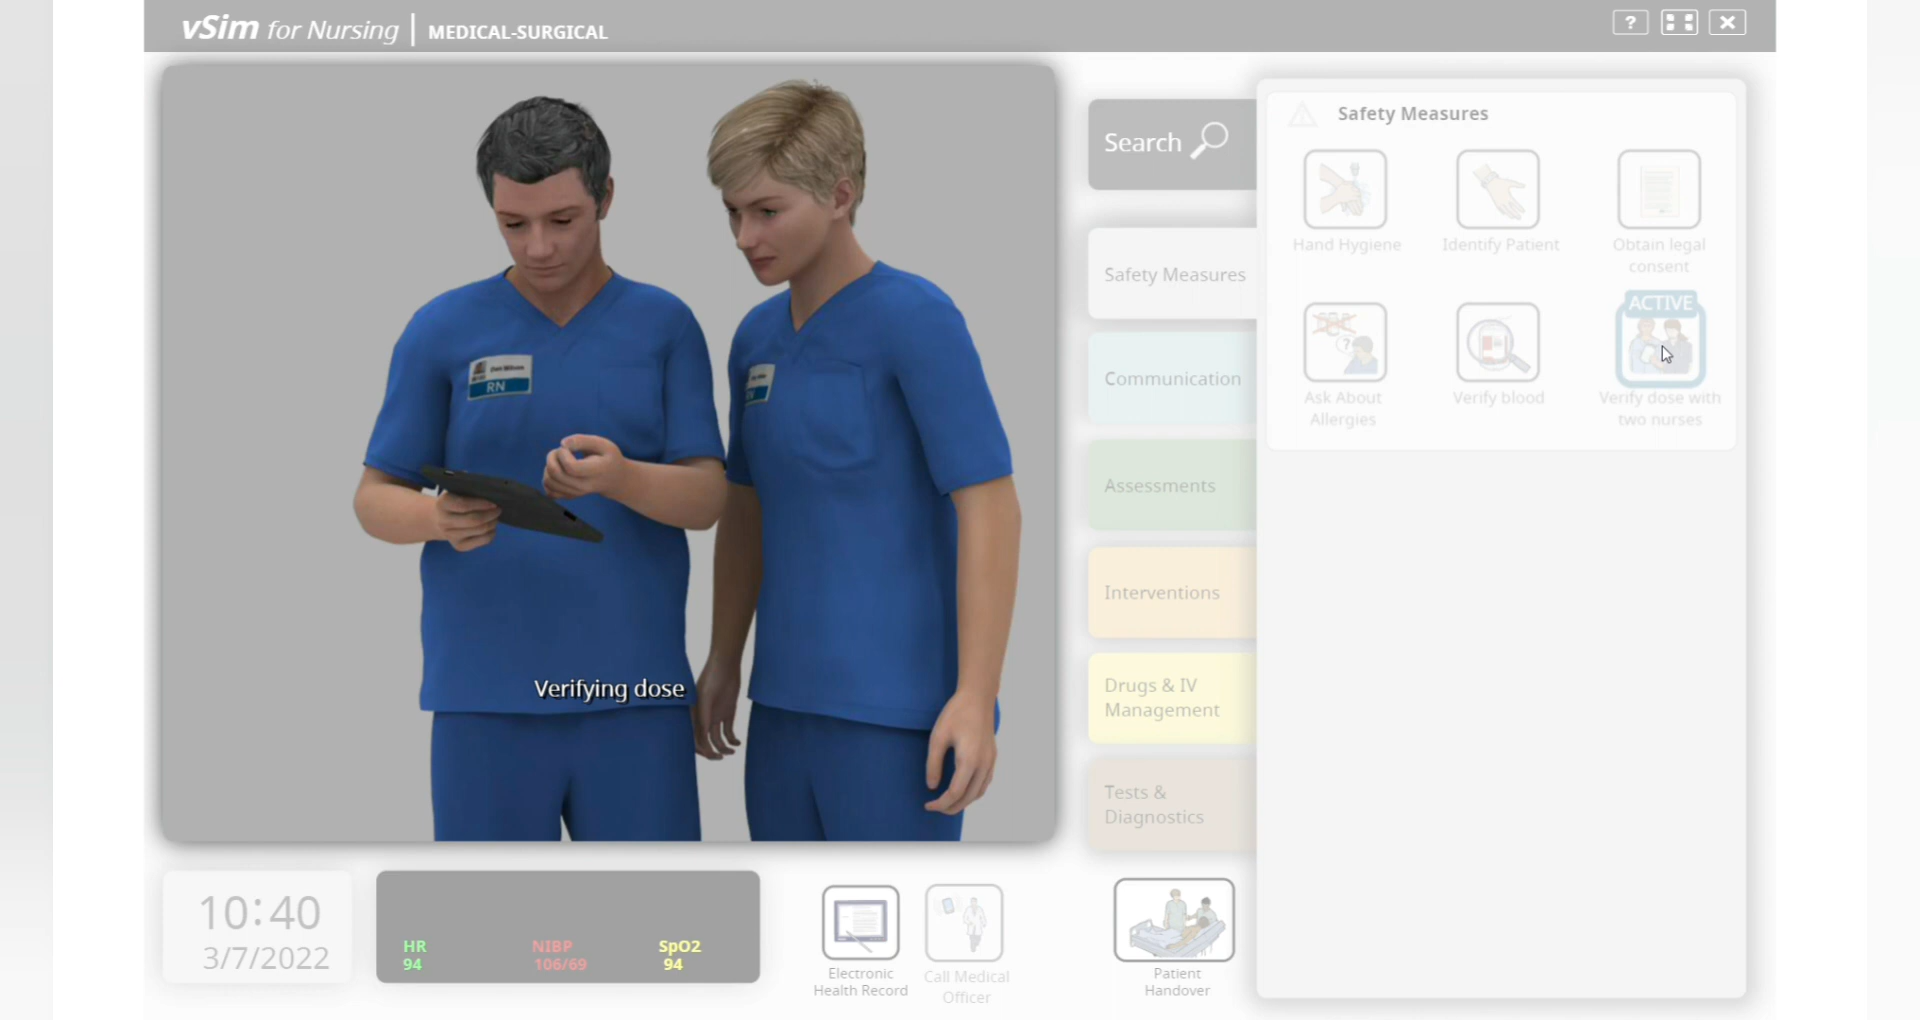 vSim for Nursing | MEDICAL-SURGICAL
?
Search
Safety Measures
Communication
Assessments
Interventions
Drugs & IV
Management
Tests &
Diagnostics
Safety Measures
Hand Hygiene
Identify Patient
Obtain legal
consent
Ask About
Allergies
Verify blood
ACTIVE
Verify dose with
two nurses
RN
Verifying dose
10:40
3/7/2022
HR
94
NIBP
106/69
SpO2
94
Electronic
Health Record
Call Medical
Officer
Patient
Handover